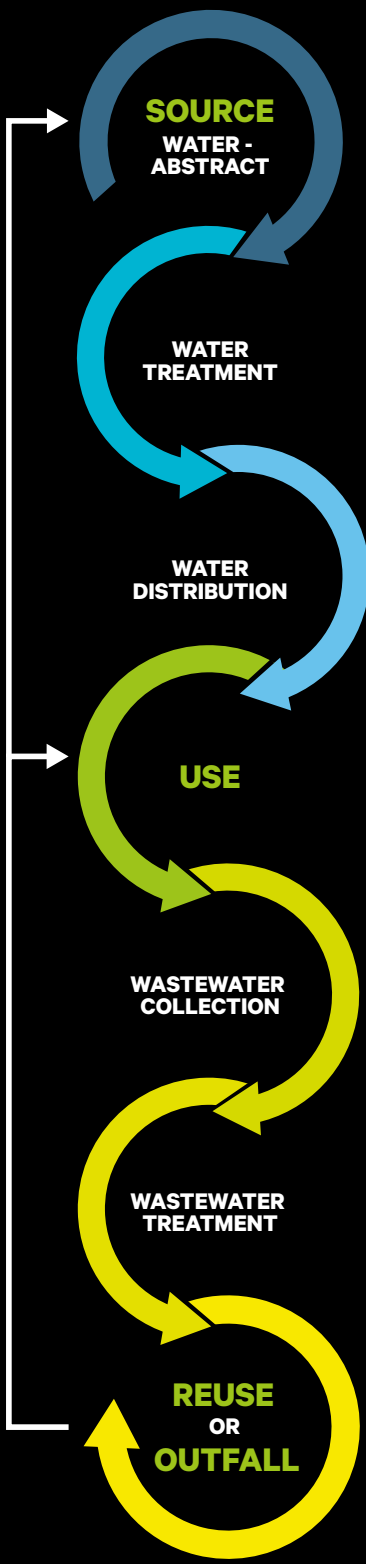 SOURCE
WATER -
ABSTRACT
WATER
TREATMENT
WATER
DISTRIBUTION
USE
WASTEWATER
COLLECTION
WASTEWATER
TREATMENT
REUSE
OR
OUTFALL